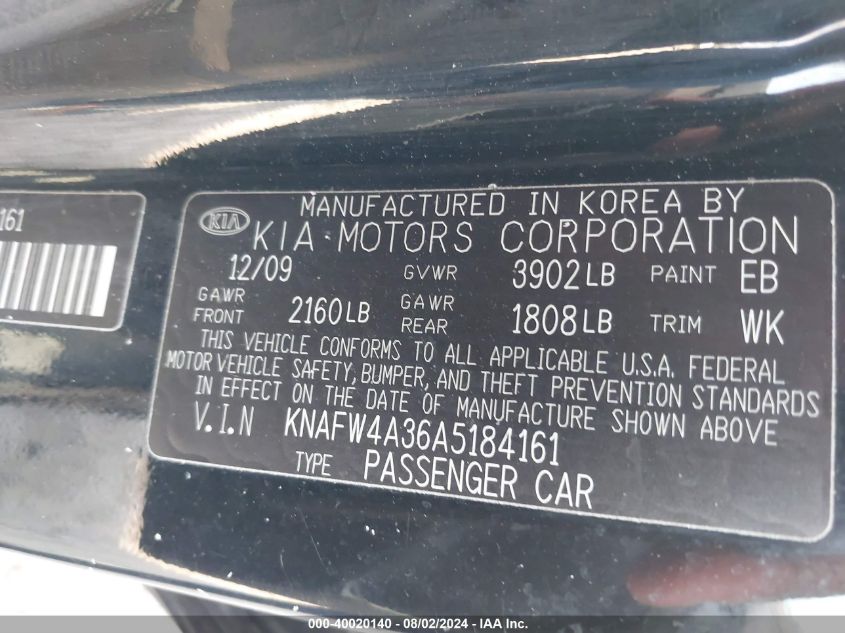 161
KIA
MANUFACTURED IN KOREA BY
KIA MOTORS CORPORATION
12/09 GVWR 3902LB PAINT EB
GAWR FRONT 2160LB GAWR REAR 1808LB TRIM WK
THIS VEHICLE CONFORMS TO ALL APPLICABLE U.S.A. FEDERAL
MOTOR VEHICLE SAFETY, BUMPER, AND THEFT PREVENTION STANDARDS
IN EFFECT ON THE DATE OF MANUFACTURE SHOWN ABOVE
V.I.N KNAFW4A36A5184161
TYPE PASSENGER CAR
000-40020140 - 08/02/2024 - IAA Inc.